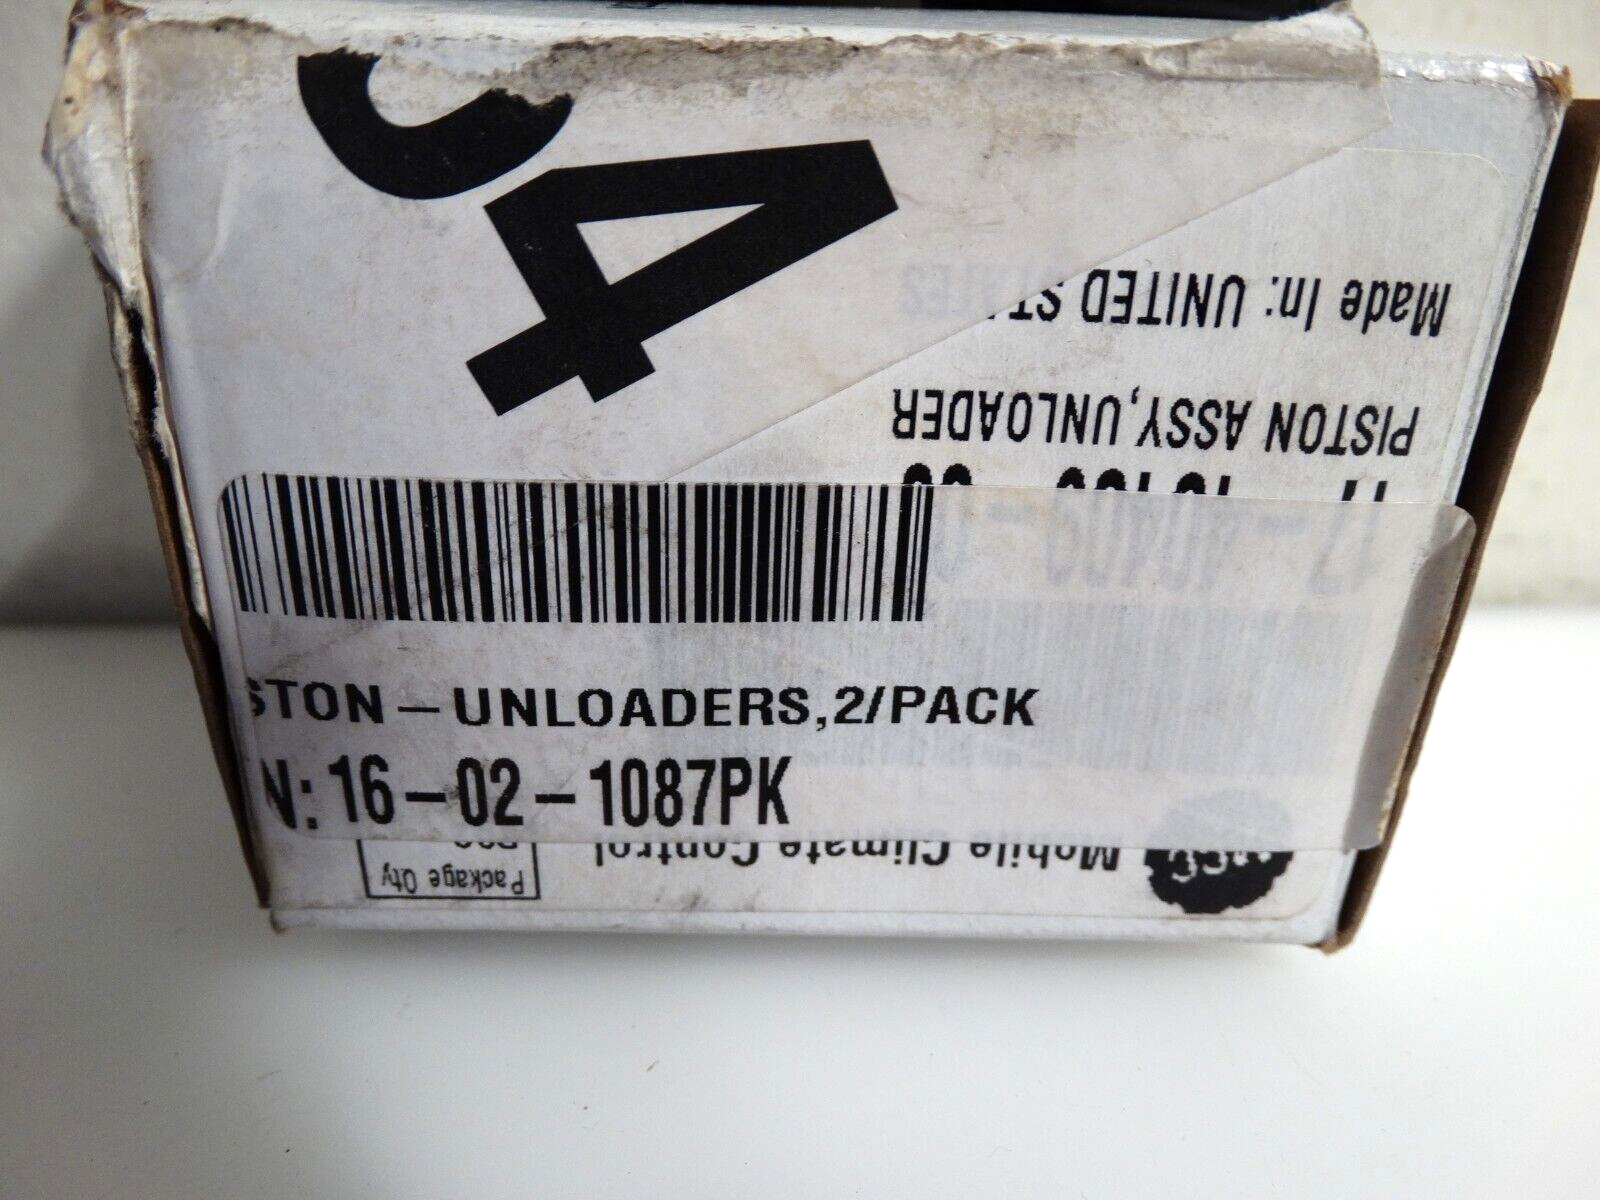 4
Made In: UNITED STATES
PISTON ASSY,UNLOADER
STON-UNLOADERS,2/PACK
N: 16-02-1087PK
Mobile Climate Control
Package Qty